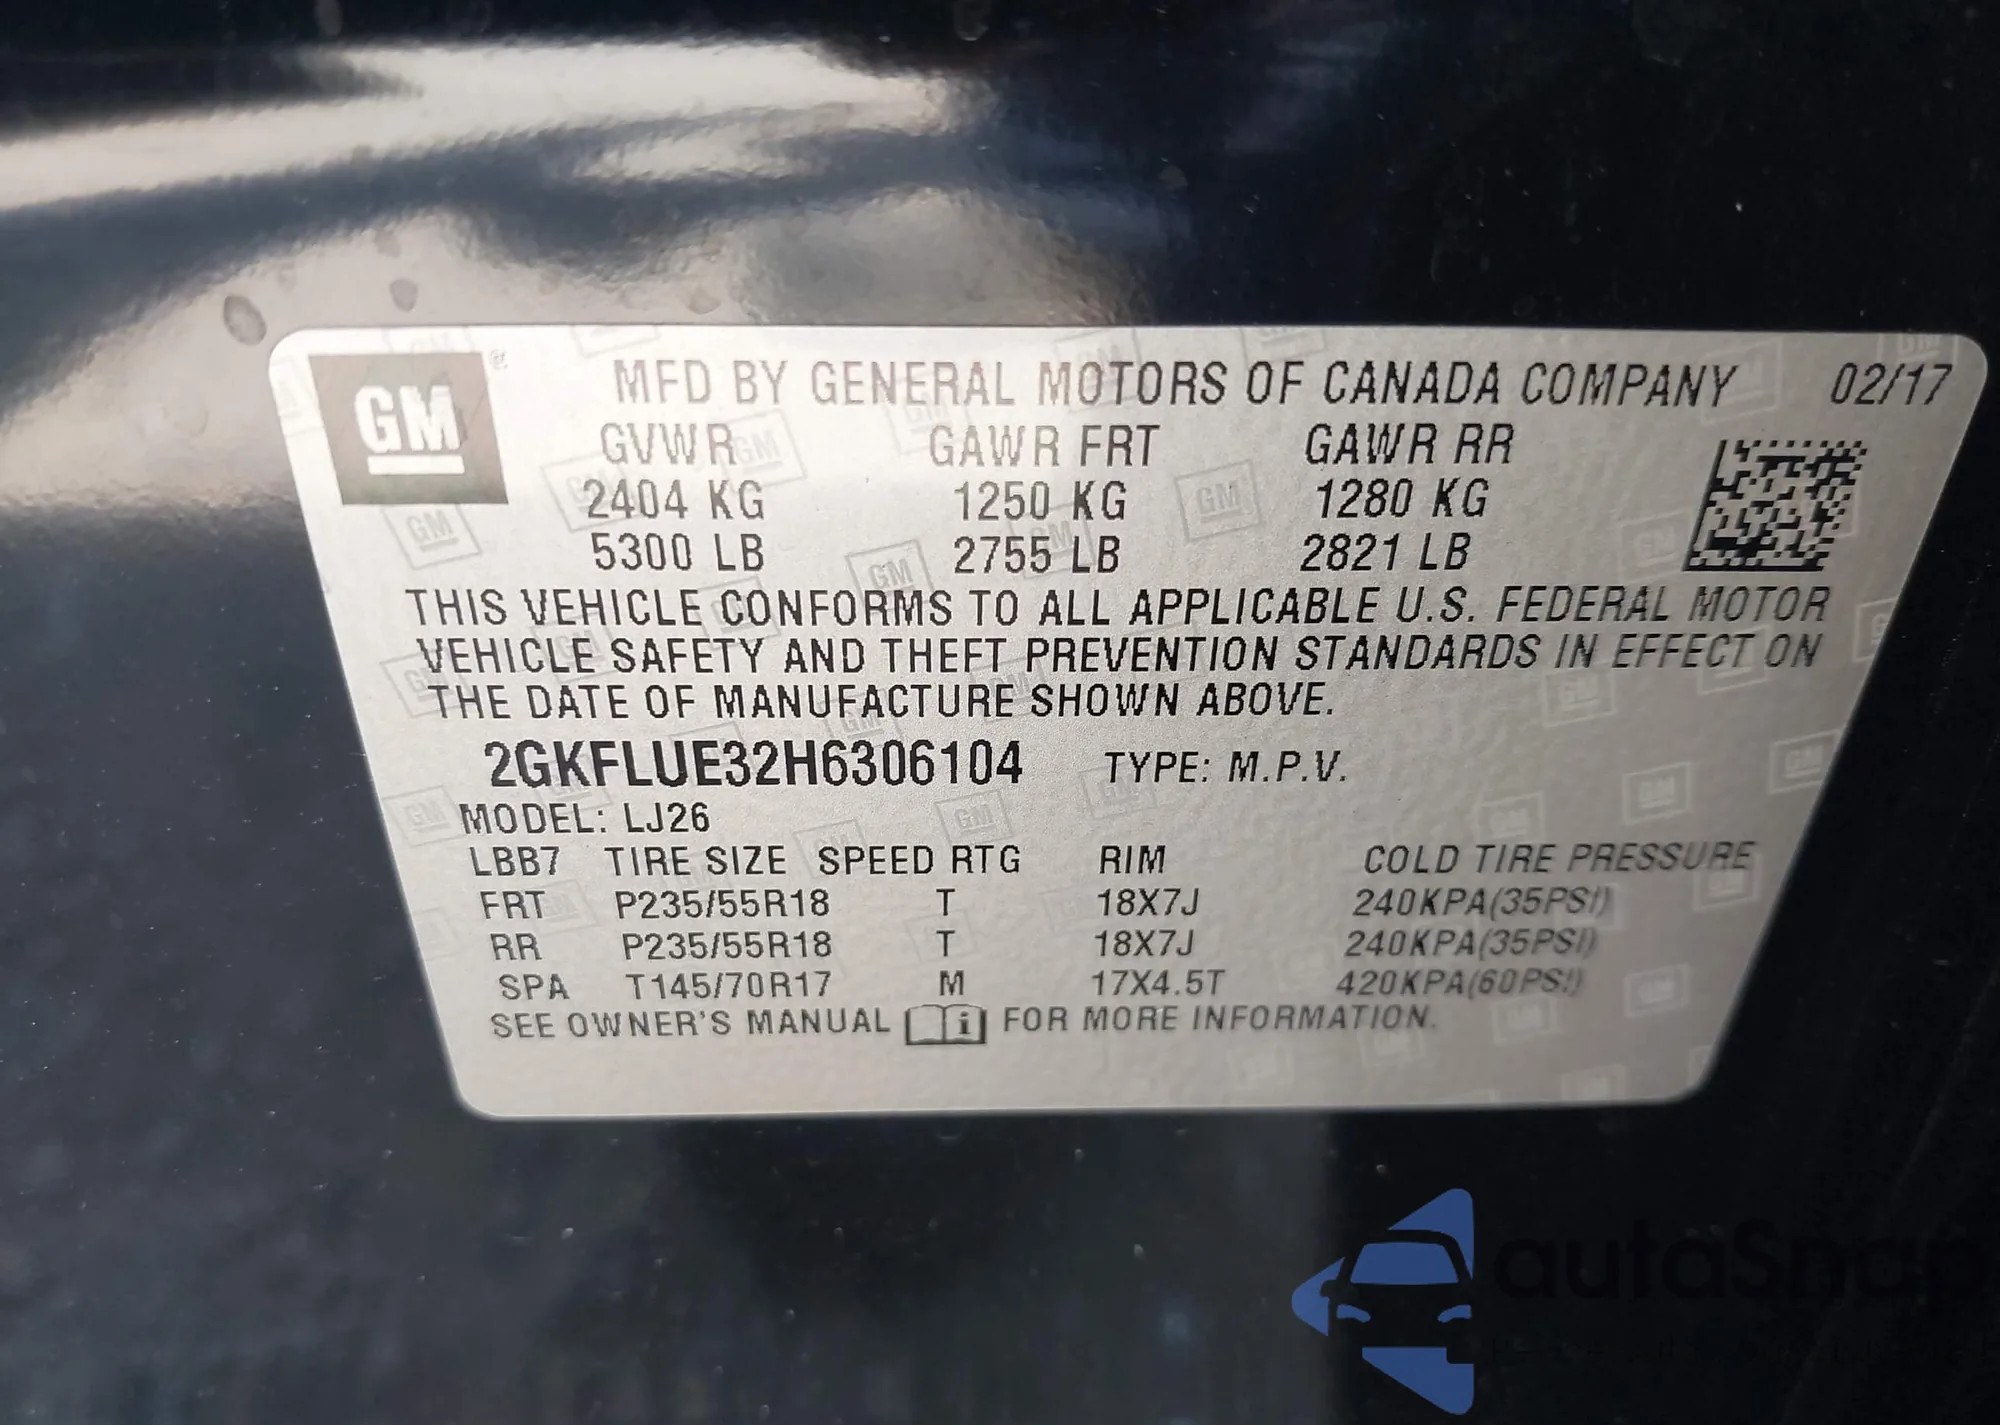 GM
MFD BY GENERAL MOTORS OF CANADA COMPANY 02/17
GVWR GAWR FRT GAWR RR
2404 KG 1250 KG 1280 KG
5300 LB 2755 LB 2821 LB
THIS VEHICLE CONFORMS TO ALL APPLICABLE U.S. FEDERAL MOTOR
VEHICLE SAFETY AND THEFT PREVENTION STANDARDS IN EFFECT ON
THE DATE OF MANUFACTURE SHOWN ABOVE.
2GKFLUE32H6306104 TYPE: M.P.V.
MODEL: LJ26
LBB7 TIRE SIZE SPEED RTG RIM COLD TIRE PRESSURE
FRT P235/55R18 T 18X7J 240KPA(35PSI)
RR P235/55R18 T 18X7J 240KPA(35PSI)
SPA T145/70R17 M 17X4.5T 420KPA(60PSI)
SEE OWNER'S MANUAL i FOR MORE INFORMATION.
autoSnap